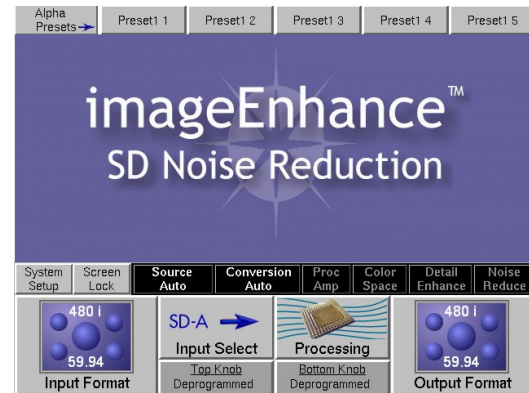 Alpha
Presets
Preset1 1
Preset1 2
Preset1 3
Preset1 4
Preset1 5
imageEnhance™
SD Noise Reduction
System
Setup
Screen
Lock
Source
Auto
Conversion
Auto
Proc
Amp
Color
Space
Detail
Enhance
Noise
Reduce
480 i
59.94
Input Format
SD-A
Input Select
Top Knob
Deprogrammed
Processing
Bottom Knob
Deprogrammed
480 i
59.94
Output Format